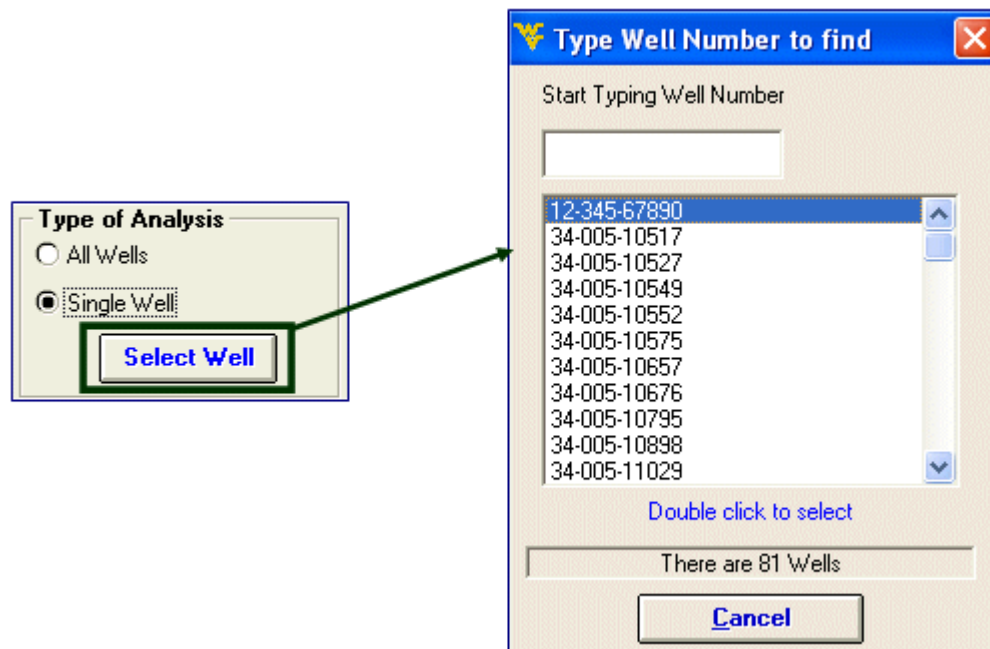 Type of Analysis
All Wells
Single Well
Select Well
Type Well Number to find
Start Typing Well Number
12-345-67890
34-005-10517
34-005-10527
34-005-10549
34-005-10552
34-005-10575
34-005-10657
34-005-10676
34-005-10795
34-005-10898
34-005-11029
Double click to select
There are 81 Wells
Cancel